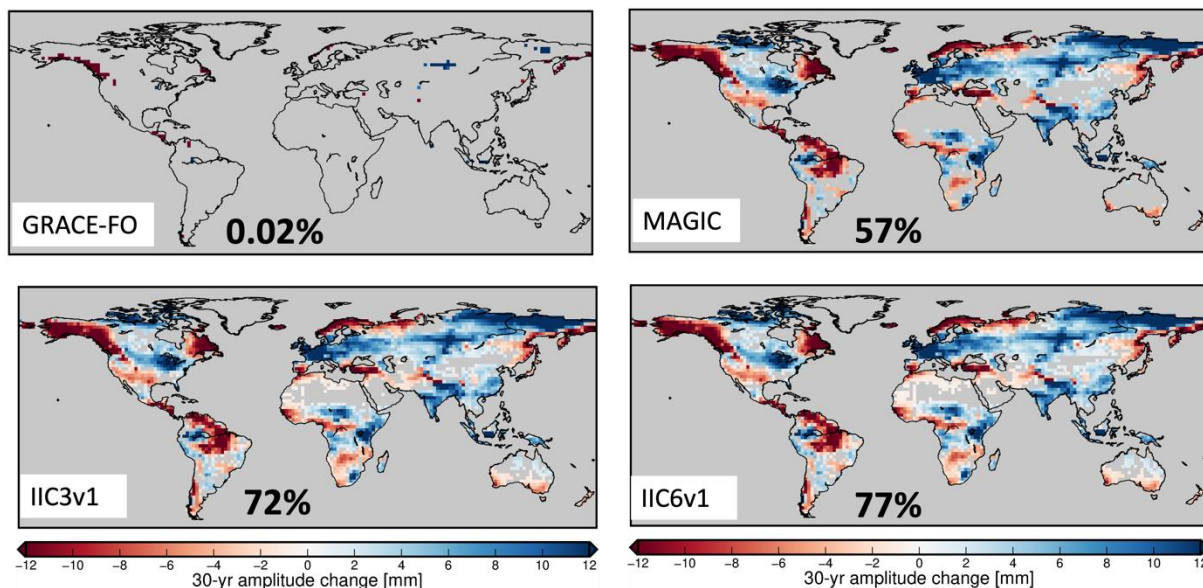 GRACE-FO
0.02%
MAGIC
57%
IIC3v1
72%
IIC6v1
77%
−12 −10 −8 −6 −4 −2 0 2 4 6 8 10 12
30-yr amplitude change [mm]
−12 −10 −8 −6 −4 −2 0 2 4 6 8 10 12
30-yr amplitude change [mm]